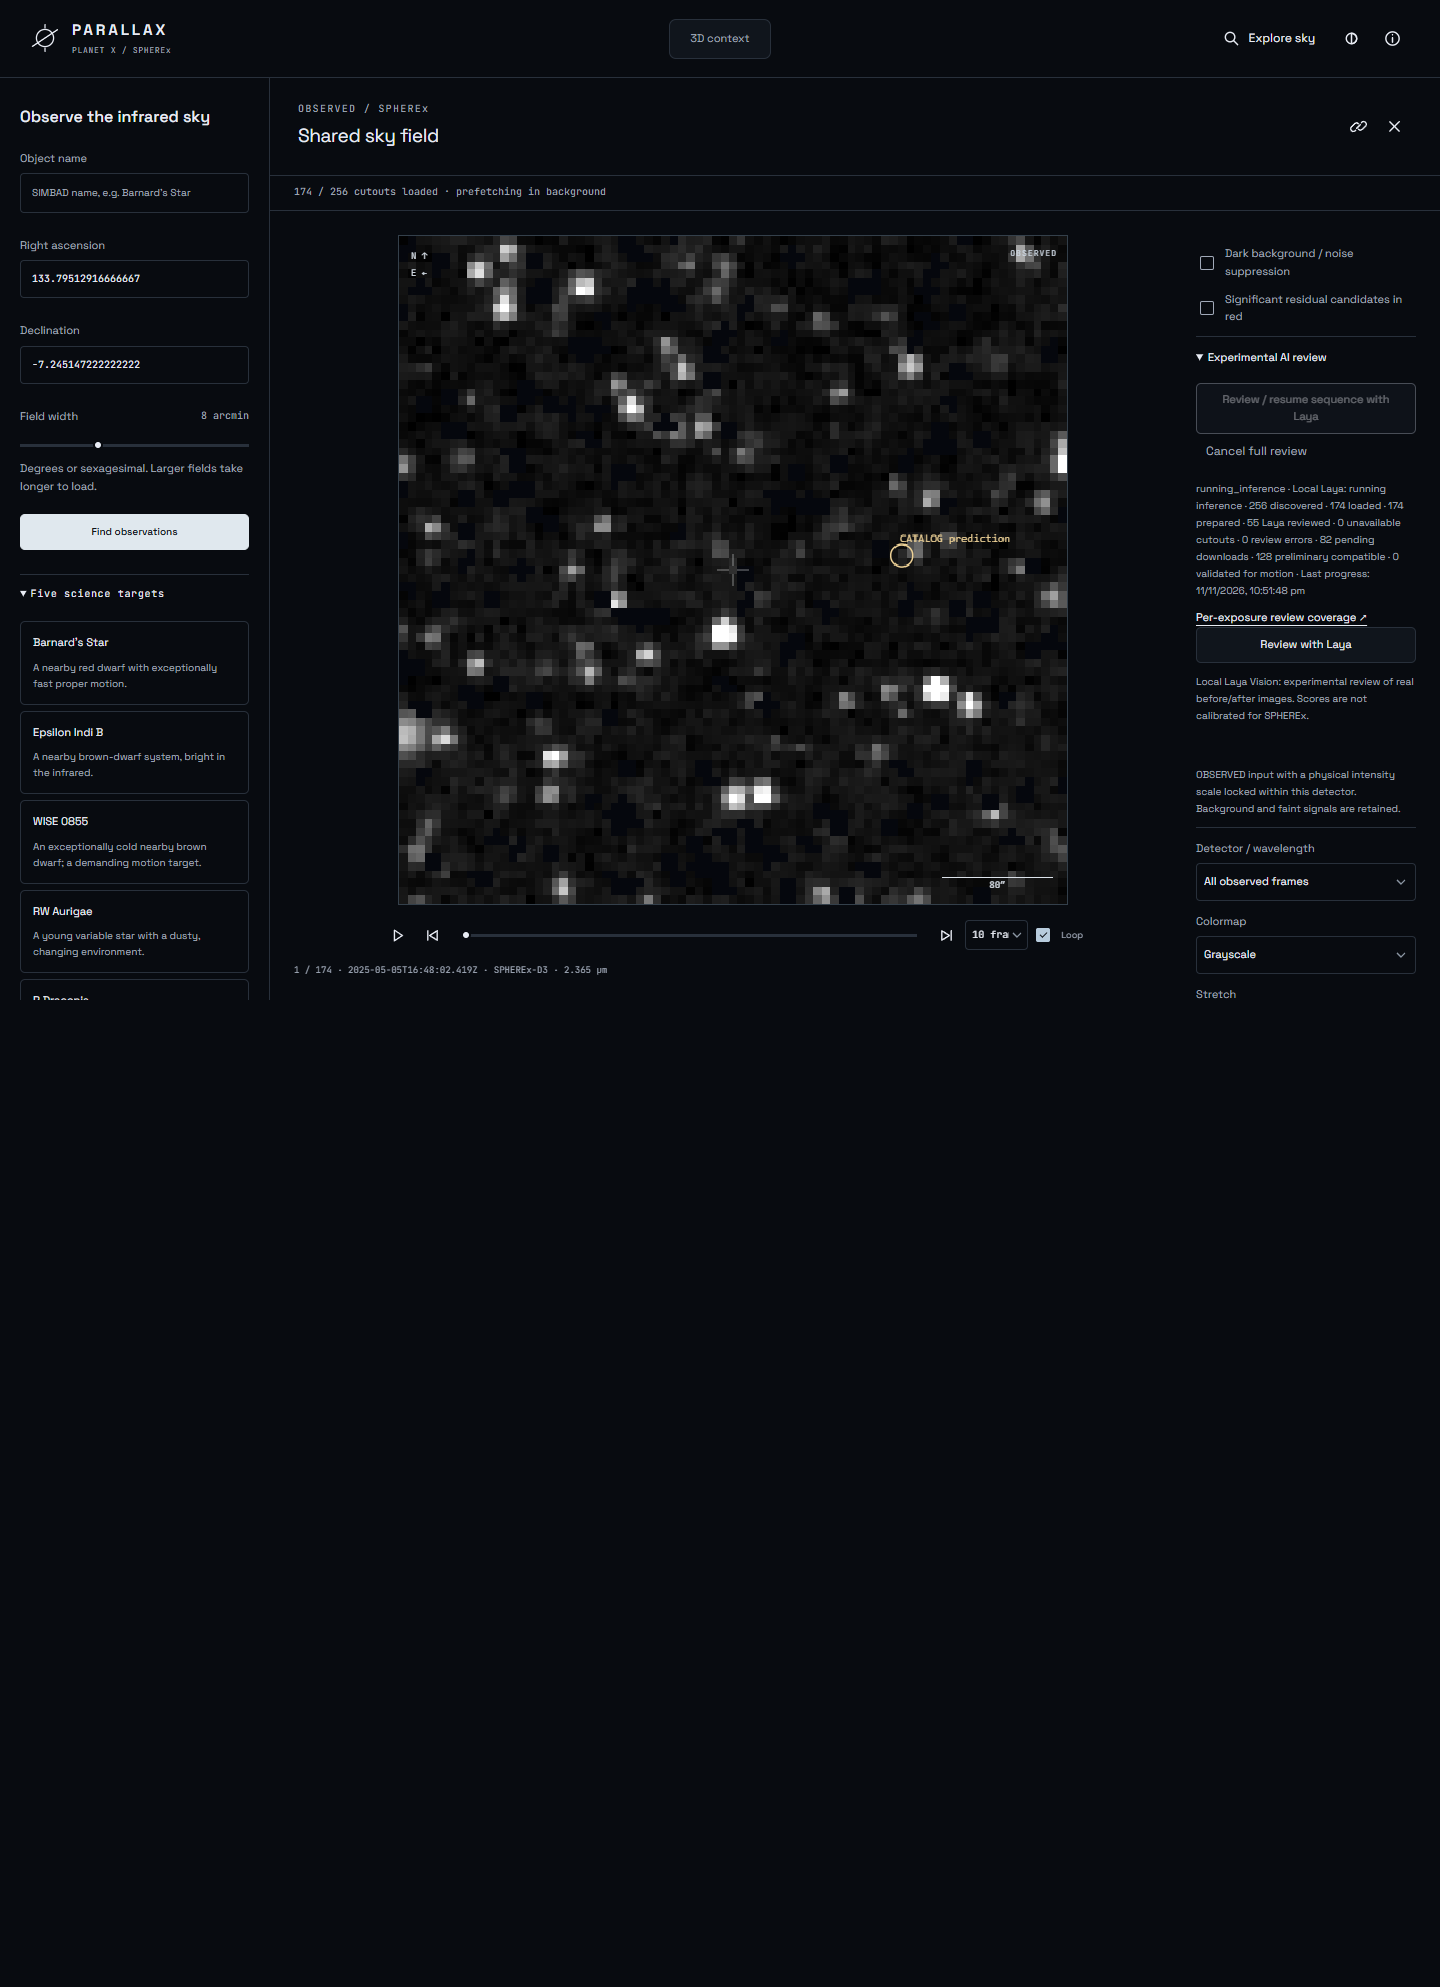 PARALLAX
PLANET X / SPHEREx
3D context
Explore sky
Observe the infrared sky
Object name
SIMBAD name, e.g. Barnard's Star
Right ascension
133.79512916666667
Declination
-7.245147222222222
Field width
8 arcmin
Degrees or sexagesimal. Larger fields take
longer to load.
Find observations
▾ Five science targets
Barnard's Star
A nearby red dwarf with exceptionally
fast proper motion.
Epsilon Indi B
A nearby brown-dwarf system, bright in
the infrared.
WISE 0855
An exceptionally cold nearby brown
dwarf; a demanding motion target.
RW Aurigae
A young variable star with a dusty,
changing environment.
OBSERVED / SPHEREx
Shared sky field
174 / 256 cutouts loaded · prefetching in background
N ↑
E ←
OBSERVED
CATALOG prediction
80″
10 fra
Loop
1 / 174 · 2025-05-05T16:48:02.419Z · SPHEREx-D3 · 2.365 µm
Dark background / noise
suppression
Significant residual candidates in
red
▾ Experimental AI review
Review / resume sequence with
Laya
Cancel full review
running_inference · Local Laya: running
inference · 256 discovered · 174 loaded · 174
prepared · 55 Laya reviewed · 0 unavailable
cutouts · 0 review errors · 82 pending
downloads · 128 preliminary compatible · 0
validated for motion · Last progress:
11/11/2026, 10:51:48 pm
Per-exposure review coverage ↗
Review with Laya
Local Laya Vision: experimental review of real
before/after images. Scores are not
calibrated for SPHEREx.
OBSERVED input with a physical intensity
scale locked within this detector.
Background and faint signals are retained.
Detector / wavelength
All observed frames
Colormap
Grayscale
Stretch